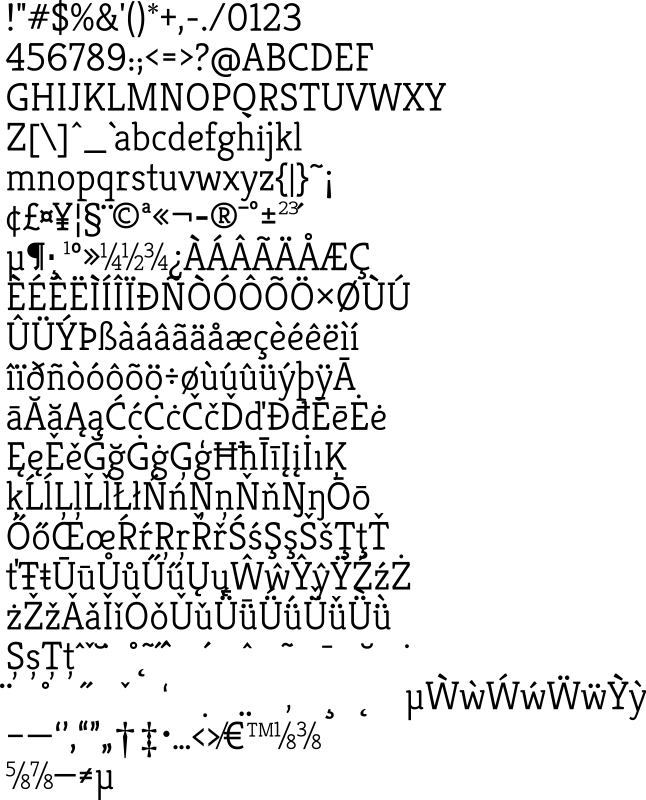 !"#$%&'()*+,-./0123
456789:;<=>?@ABCDEF
GHIJKLMNOPQRSTUVWXY
Z[\]^_`abcdefghijkl
mnopqrstuvwxyz{|}~¡
¢£¤¥¦§¨©ª«¬-®¯°±²³´
µ¶·¸¹º»¼½¾¿ÀÁÂÃÄÅÆÇ
ÈÉÊËÌÍÎÏÐÑÒÓÔÕÖ×ØÙÚ
ÛÜÝÞßàáâãäåæçèéêëìí
îïðñòóôõö÷øùúûüýþÿĀ
āĂăĄąĆćĊċČčĎďĐđĒēĖė
ĘęĚěĞğĠġĢģĦħĪīĮįİıĶ
ķĹĺĻļĽľŁłŃńŅņŇňŊŋŌō
ŐőŒœŔŕŖŗŘřŚśŞşŠšŢţŤ
ťŦŧŪūŮůŰűŲųŴŵŶŷŸŹźŻ
żŽžǍǎǏǐǑǒǓǔǕǖǗǘǙǚǛǜ
µẀẁẂẃẄẅỲỳ
–—‘’‚“”„†‡•…‹›⁄€™⅛⅜
⅝⅞−≠µ